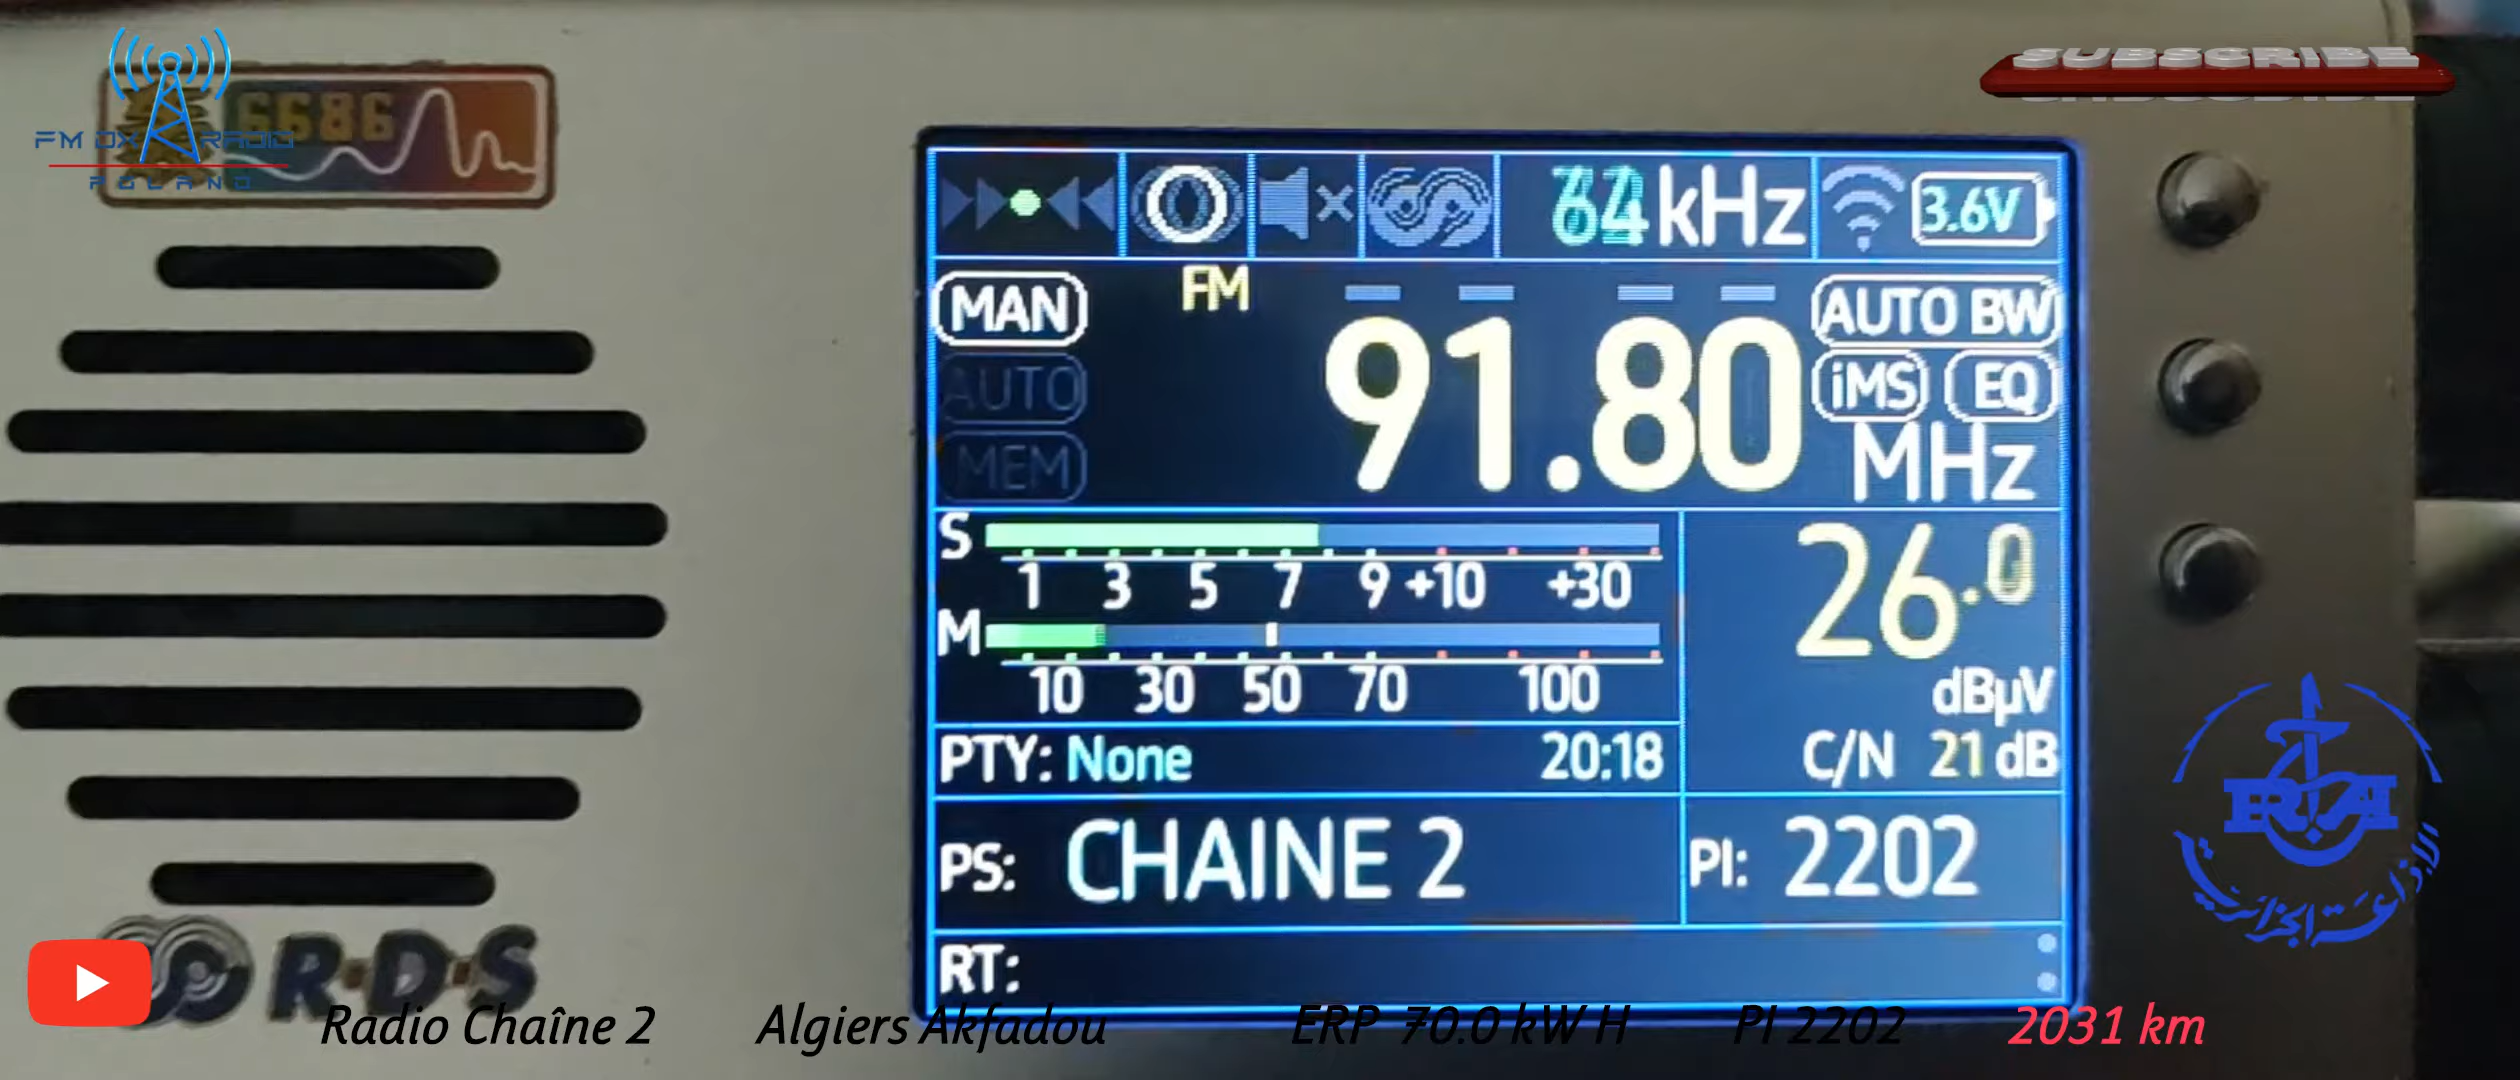 SUBSCRIBE
6686
FM DX RADIO
POLAND
kHz
3.6V
MAN
FM
AUTO BW
AUTO
91.80
iMS
EQ
MEM
MHz
S
1 3 5 7 9 +10 +30
26.0
M
10 30 50 70 100
dBµV
PTY: None 20:18
C/N 21 dB
PS: CHAINE 2
PI: 2202
الإذاعة الجزائرية
RT:
R·D·S
Radio Chaîne 2 Algiers Akfadou ERP 70.0 kW H PI 2202 2031 km